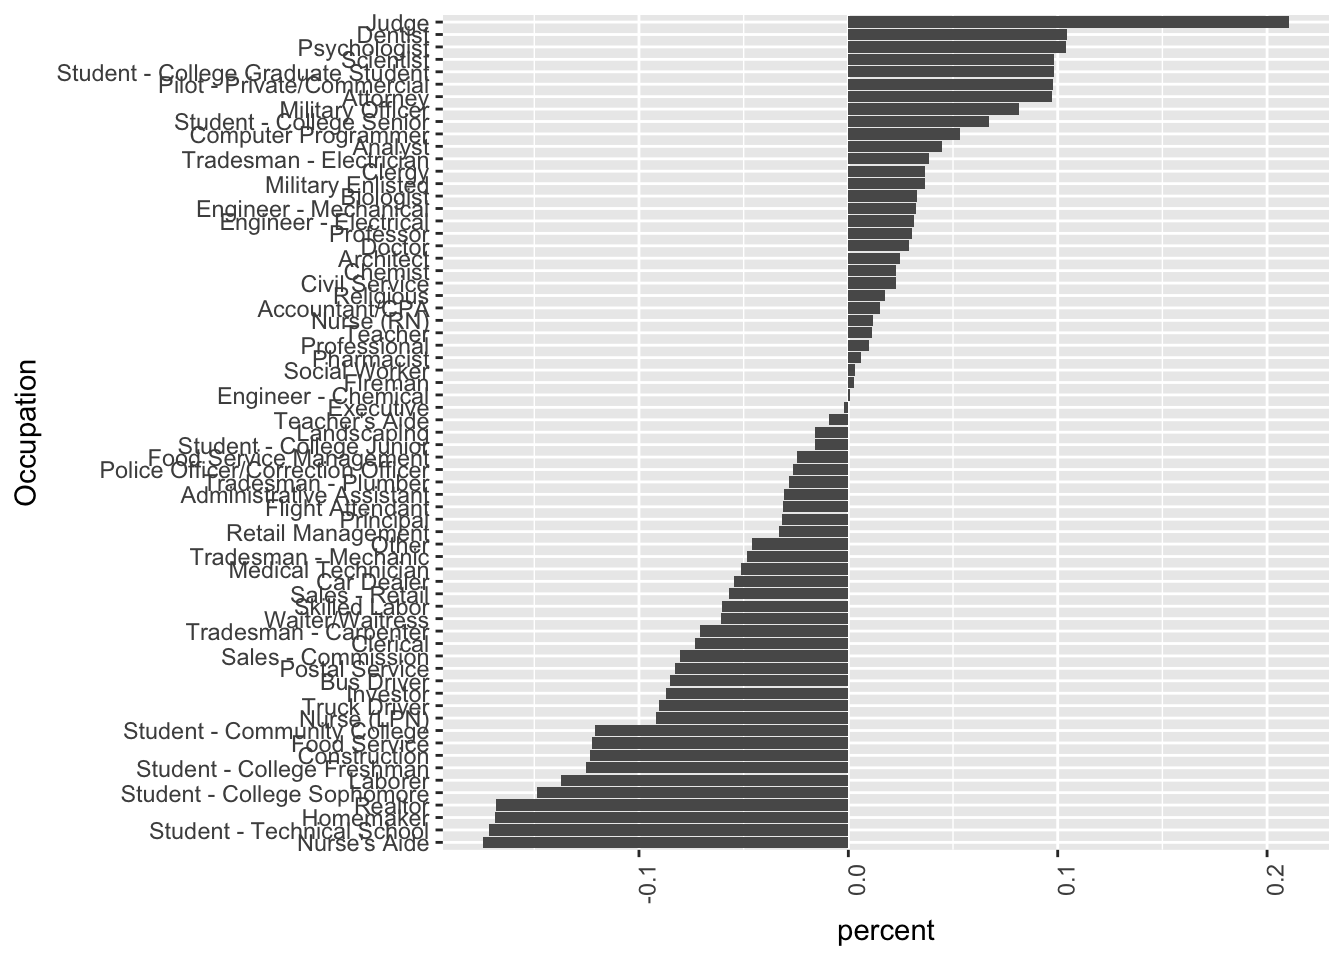 Judge
Dentist
Psychologist
Scientist
Student - College Graduate Student
Pilot - Private/Commercial
Attorney
Military Officer
Student - College Senior
Computer Programmer
Analyst
Tradesman - Electrician
Clergy
Military Enlisted
Biologist
Engineer - Mechanical
Engineer - Electrical
Professor
Doctor
Architect
Chemist
Civil Service
Religious
Accountant/CPA
Nurse (RN)
Teacher
Professional
Pharmacist
Social Worker
Fireman
Engineer - Chemical
Executive
Teacher's Aide
Landscaping
Student - College Junior
Food Service Management
Police Officer/Correction Officer
Tradesman - Plumber
Administrative Assistant
Flight Attendant
Principal
Retail Management
Other
Tradesman - Mechanic
Medical Technician
Car Dealer
Sales - Retail
Skilled Labor
Waiter/Waitress
Tradesman - Carpenter
Clerical
Sales - Commission
Postal Service
Bus Driver
Investor
Truck Driver
Nurse (LPN)
Student - Community College
Food Service
Construction
Student - College Freshman
Laborer
Student - College Sophomore
Realtor
Homemaker
Student - Technical School
Nurse's Aide
Occupation
-0.1
0.0
0.1
0.2
percent